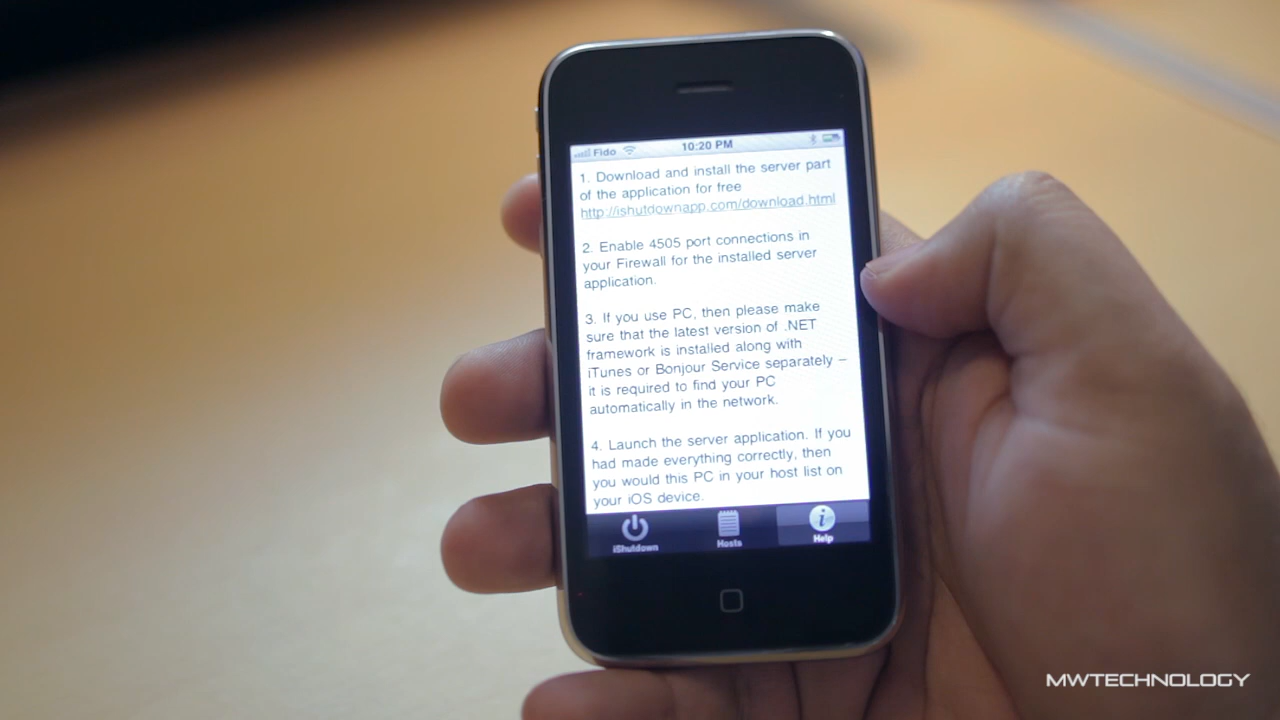 Fido
10:20 PM
1. Download and install the server part
of the application for free
http://ishutdownapp.com/download.html
2. Enable 4505 port connections in
your Firewall for the installed server
application.
3. If you use PC, then please make
sure that the latest version of .NET
framework is installed along with
iTunes or Bonjour Service separately –
it is required to find your PC
automatically in the network.
4. Launch the server application. If you
had made everything correctly, then
you would this PC in your host list on
your iOS device.
iShutdown
Hosts
Help
MWTECHNOLOGY